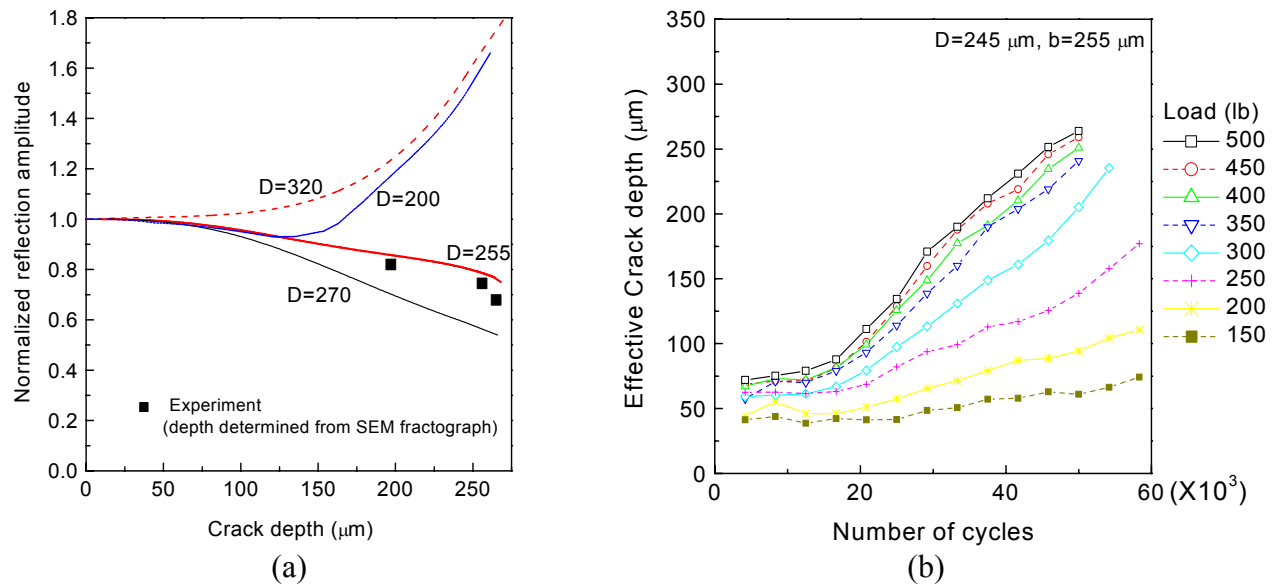 1.8
1.6
1.4
1.2
1.0
0.8
0.6
0.4
0.2
0.0
Normalized reflection amplitude
D=320
D=200
D=255
D=270
Experiment
(depth determined from SEM fractograph)
0 50 100 150 200 250
Crack depth (μm)
(a)
350
300
250
200
150
100
50
0
Effective Crack depth (μm)
D=245 μm, b=255 μm
Load (lb)
500
450
400
350
300
250
200
150
0 20 40 60 (X10³)
Number of cycles
(b)